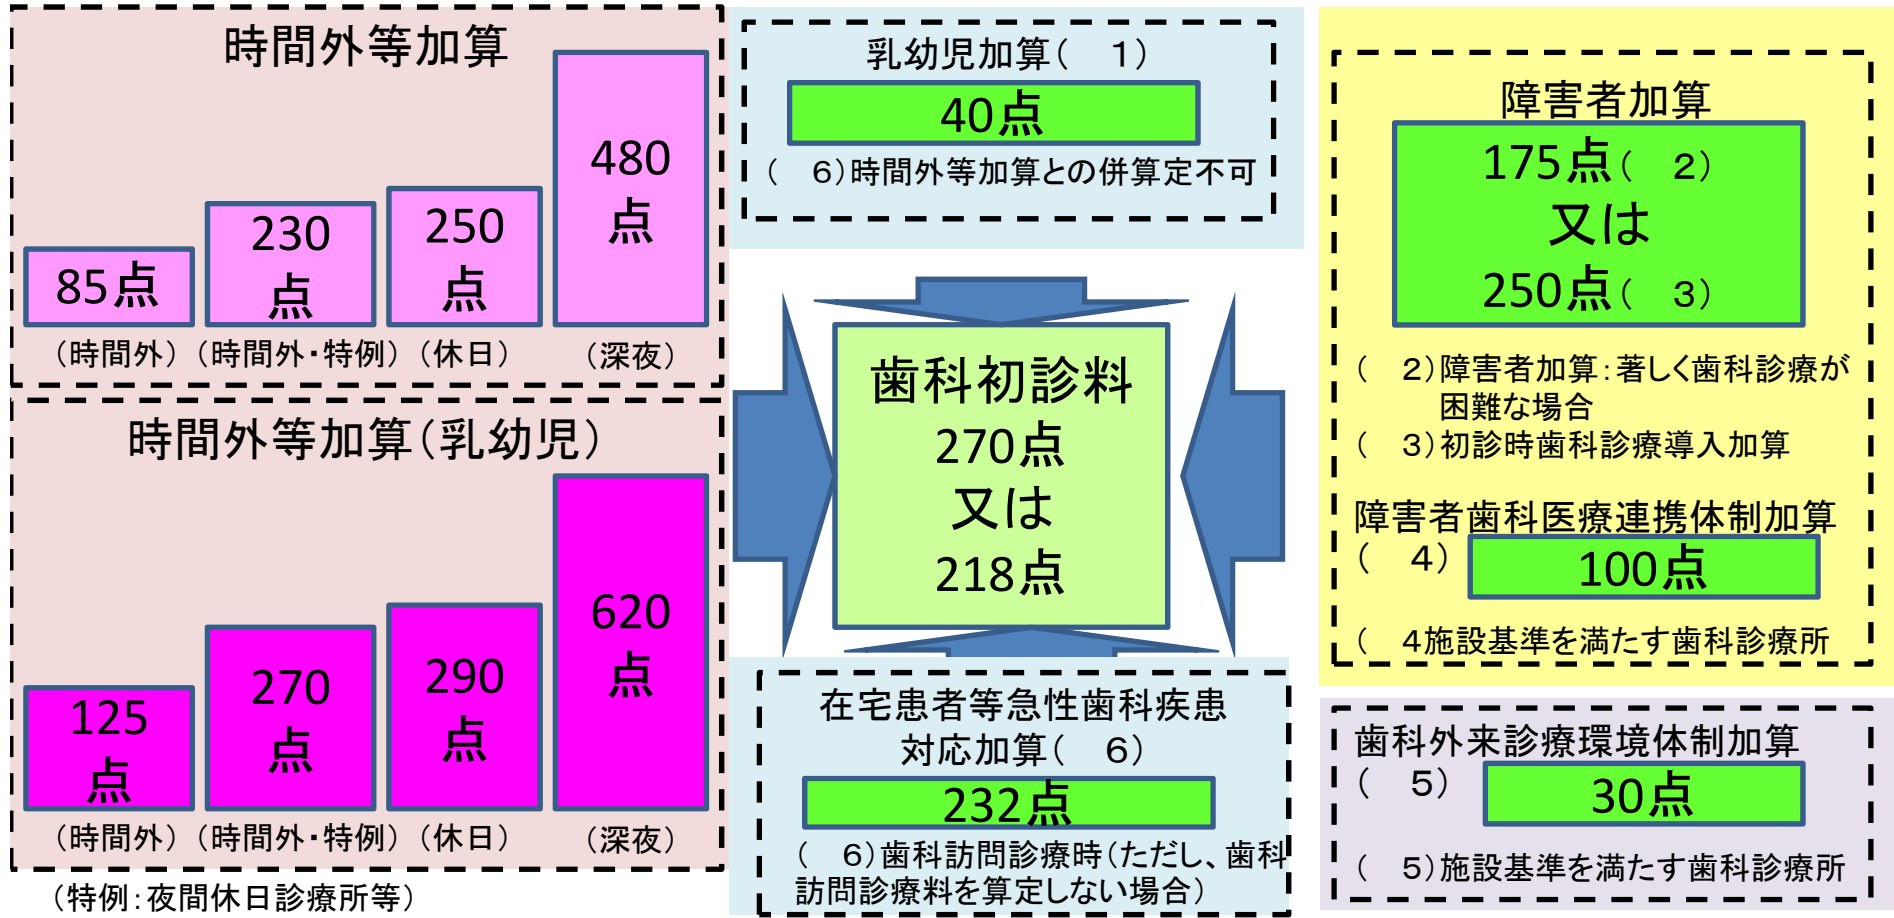 時間外等加算
85点
230
点
250
点
480
点
（時間外）
（時間外・特例）
（休日）
（深夜）
時間外等加算（乳幼児）
125
点
270
点
290
点
620
点
（時間外）
（時間外・特例）
（休日）
（深夜）
（特例：夜間休日診療所等）
乳幼児加算（　１）
40点
（　６）時間外等加算との併算定不可
歯科初診料
270点
又は
218点
在宅患者等急性歯科疾患
対応加算（　６）
232点
（　６）歯科訪問診療時（ただし、歯科
訪問診療料を算定しない場合）
障害者加算
175点（　２）
又は
250点（　３）
（　２）障害者加算：著しく歯科診療が
困難な場合
（　３）初診時歯科診療導入加算
障害者歯科医療連携体制加算
（　４）
100点
（　４施設基準を満たす歯科診療所
歯科外来診療環境体制加算
（　５）
30点
（　５）施設基準を満たす歯科診療所